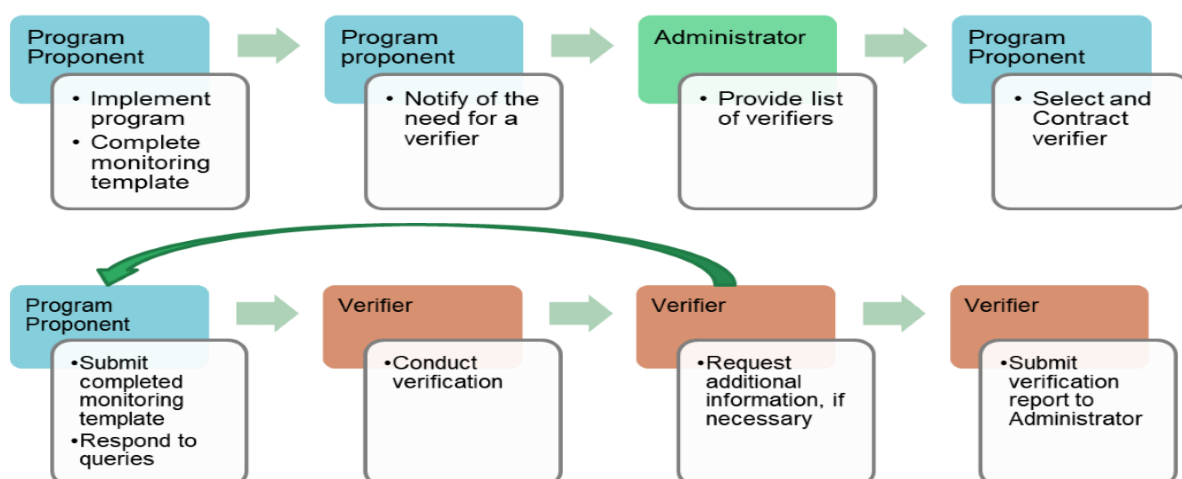 Program
Proponent
• Implement
program
• Complete
monitoring
template
Program
proponent
• Notify of the
need for a
verifier
Administrator
• Provide list
of verifiers
Program
Proponent
• Select and
Contract
verifier
Program
Proponent
•Submit
completed
monitoring
template
•Respond to
queries
Verifier
•Conduct
verification
Verifier
•Request
additional
information, if
necessary
Verifier
•Submit
verification
report to
Administrator